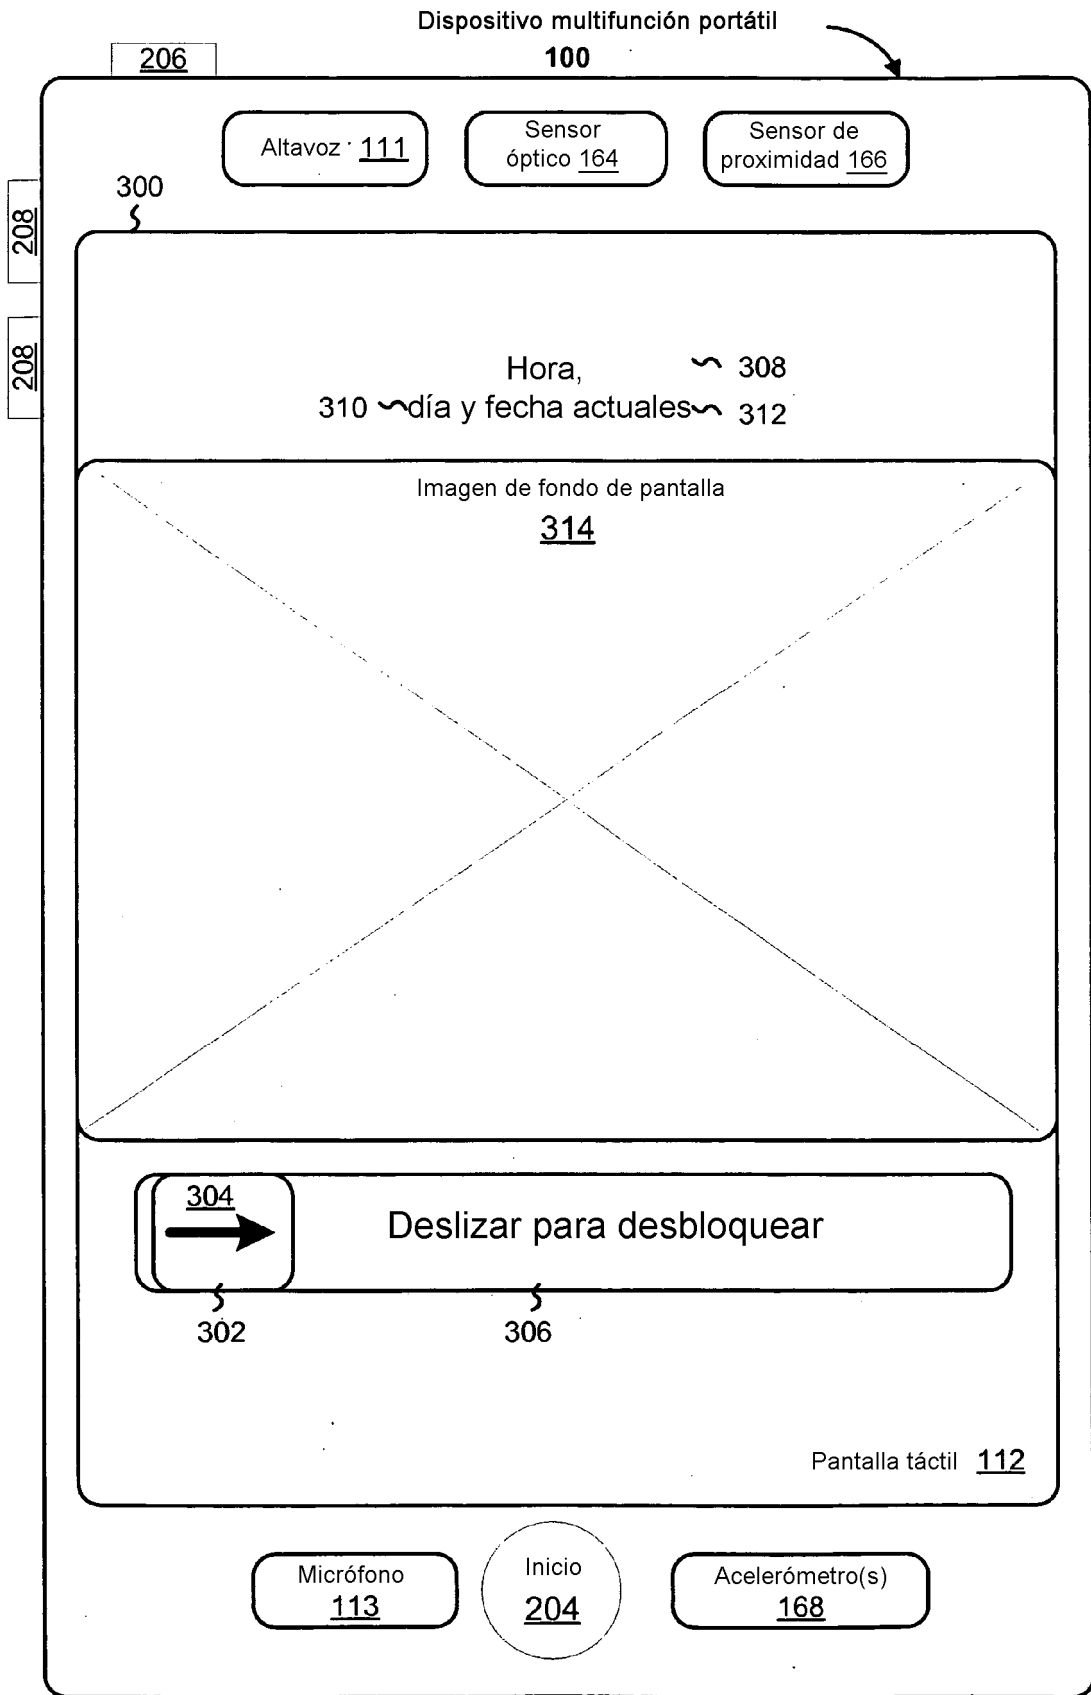 Dispositivo multifunción portátil
100
206
Altavoz 111
Sensor
óptico 164
Sensor de
proximidad 166
300
208
208
Hora,
308
310 día y fecha actuales 312
Imagen de fondo de pantalla
314
304
Deslizar para desbloquear
302
306
Pantalla táctil 112
Micrófono
113
Inicio
204
Acelerómetro(s)
168